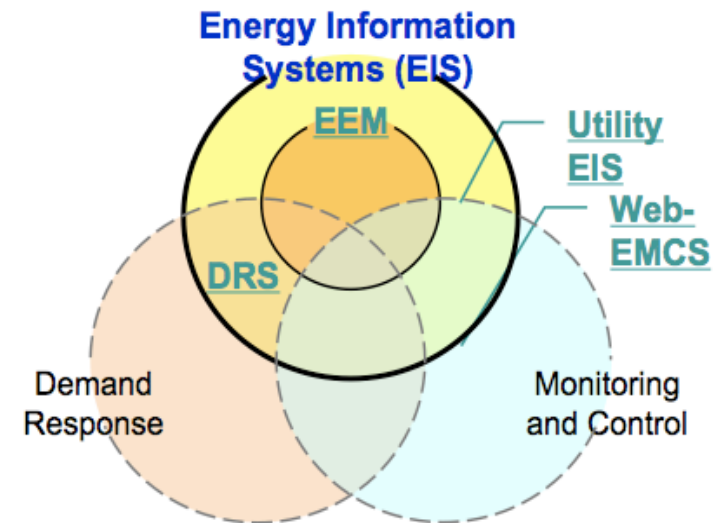 Energy Information
Systems (EIS)
EEM
Utility
EIS
Web-
EMCS
DRS
Demand
Response
Monitoring
and Control